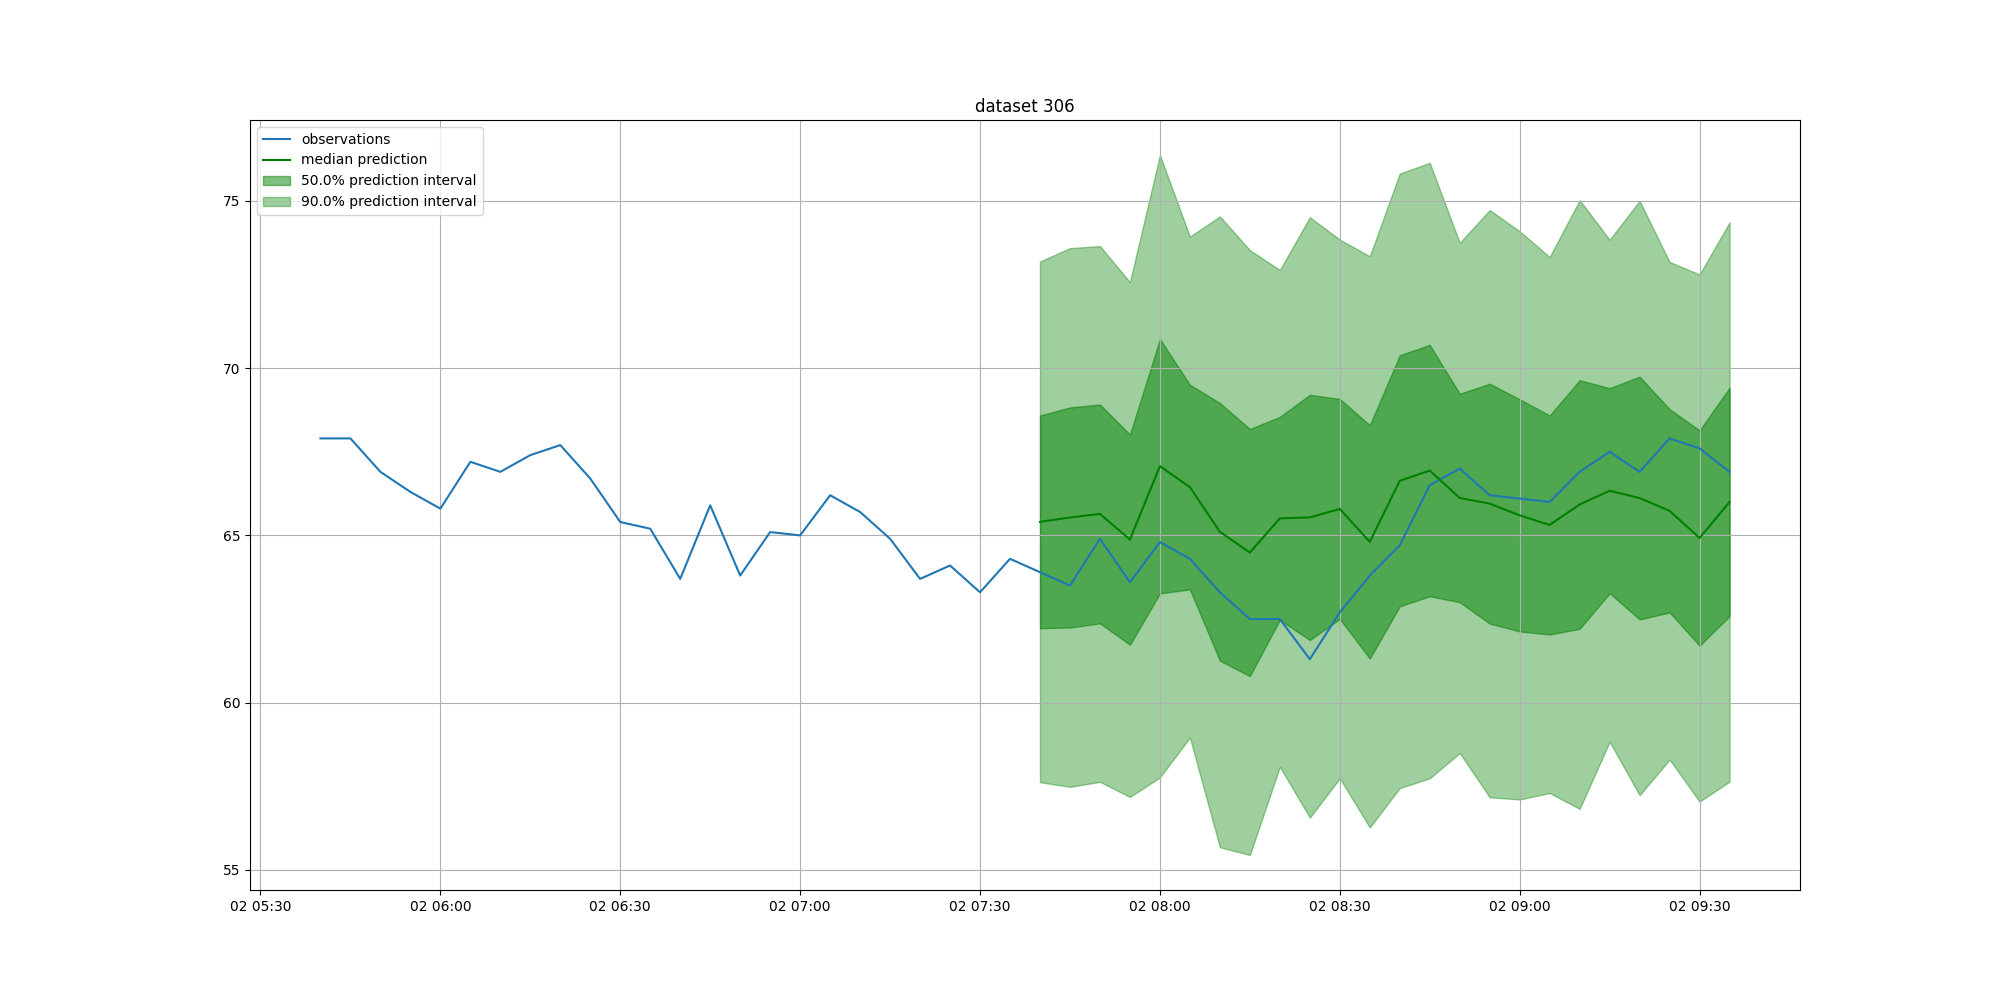 dataset 306
observations
median prediction
50.0% prediction interval
90.0% prediction interval
75
70
65
60
55
02 05:30 02 06:00 02 06:30 02 07:00 02 07:30 02 08:00 02 08:30 02 09:00 02 09:30